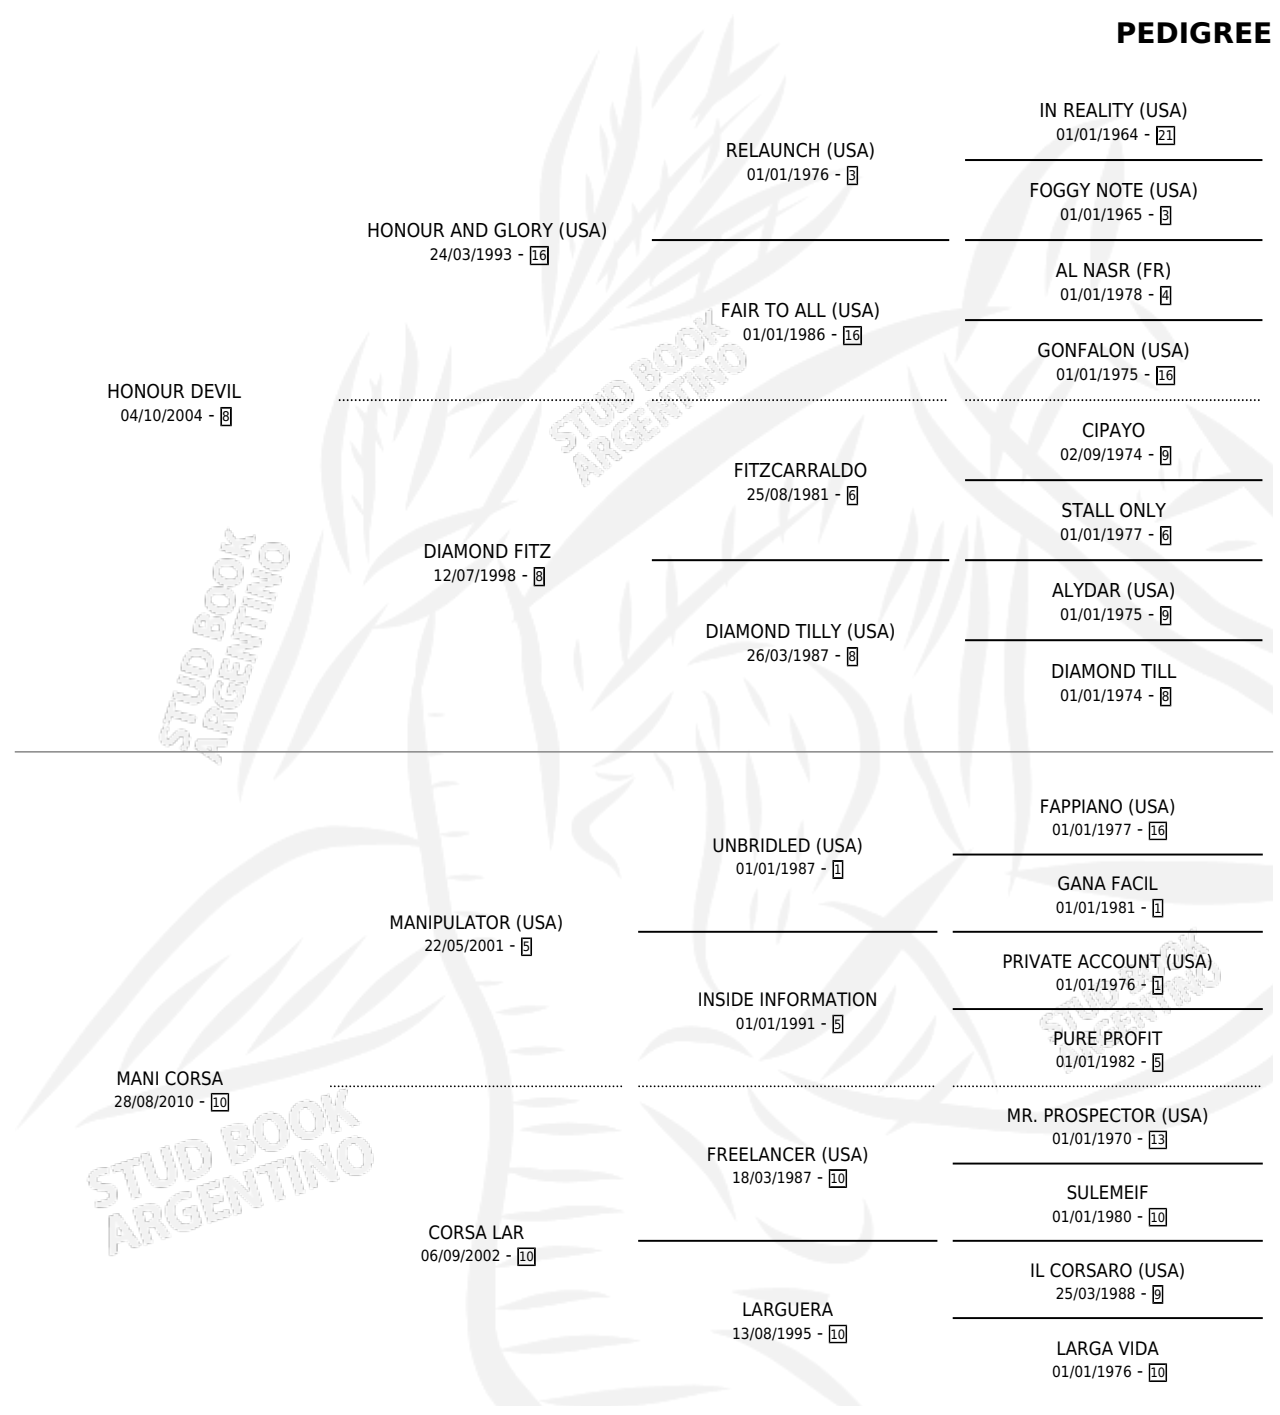 PEDIGREE
IN REALITY (USA)
01/01/1964 - 21
RELAUNCH (USA)
01/01/1976 - 3
FOGGY NOTE (USA)
01/01/1965 - 3
HONOUR AND GLORY (USA)
24/03/1993 - 16
AL NASR (FR)
01/01/1978 - 4
FAIR TO ALL (USA)
01/01/1986 - 16
GONFALON (USA)
01/01/1975 - 16
HONOUR DEVIL
04/10/2004 - 8
CIPAYO
02/09/1974 - 9
FITZCARRALDO
25/08/1981 - 6
STALL ONLY
01/01/1977 - 6
DIAMOND FITZ
12/07/1998 - 8
ALYDAR (USA)
01/01/1975 - 9
DIAMOND TILLY (USA)
26/03/1987 - 8
DIAMOND TILL
01/01/1974 - 8
FAPPIANO (USA)
01/01/1977 - 16
UNBRIDLED (USA)
01/01/1987 - 1
GANA FACIL
01/01/1981 - 1
MANIPULATOR (USA)
22/05/2001 - 5
PRIVATE ACCOUNT (USA)
01/01/1976 - 1
INSIDE INFORMATION
01/01/1991 - 5
PURE PROFIT
01/01/1982 - 5
MANI CORSA
28/08/2010 - 10
MR. PROSPECTOR (USA)
01/01/1970 - 13
FREELANCER (USA)
18/03/1987 - 10
SULEMEIF
01/01/1980 - 10
CORSA LAR
06/09/2002 - 10
IL CORSARO (USA)
25/03/1988 - 9
LARGUERA
13/08/1995 - 10
LARGA VIDA
01/01/1976 - 10
STUD BOOK
ARGENTINO
STUD BOOK
ARGENTINO
STUD BOOK
ARGENTINO
STUD BOOK
ARGENTINO